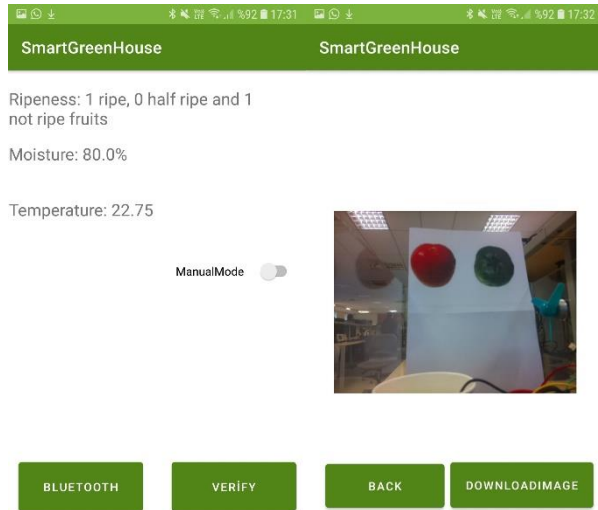 %92 17:31
SmartGreenHouse
Ripeness: 1 ripe, 0 half ripe and 1
not ripe fruits
Moisture: 80.0%
Temperature: 22.75
ManualMode
BLUETOOTH
VERİFY
%92 17:32
SmartGreenHouse
BACK
DOWNLOADIMAGE